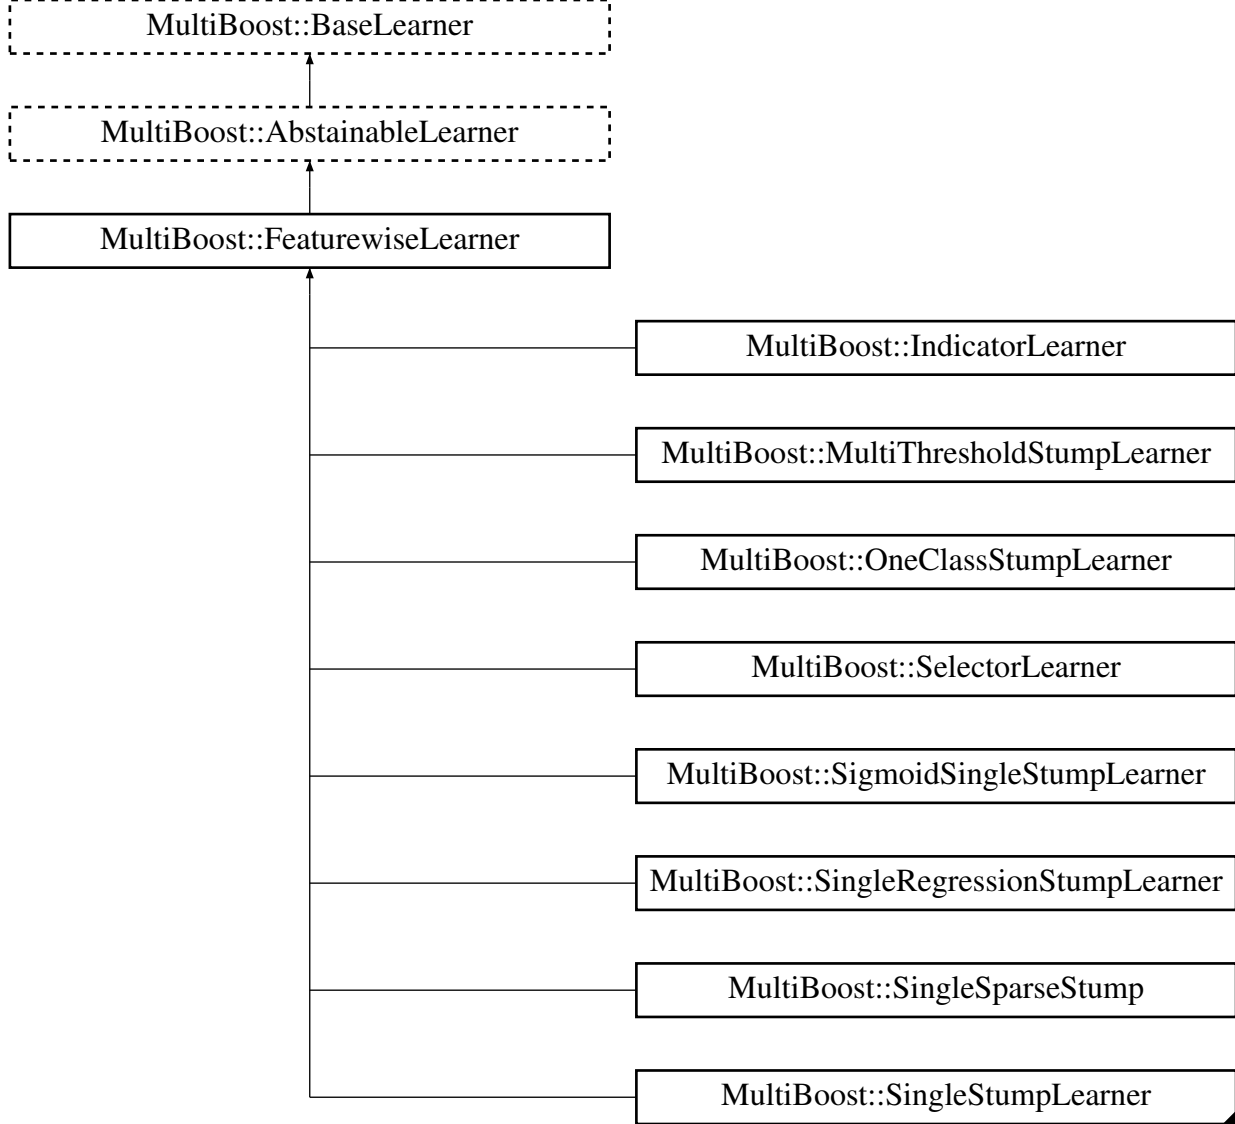 MultiBoost::BaseLearner
MultiBoost::AbstainableLearner
MultiBoost::FeaturewiseLearner
MultiBoost::IndicatorLearner
MultiBoost::MultiThresholdStumpLearner
MultiBoost::OneClassStumpLearner
MultiBoost::SelectorLearner
MultiBoost::SigmoidSingleStumpLearner
MultiBoost::SingleRegressionStumpLearner
MultiBoost::SingleSparseStump
MultiBoost::SingleStumpLearner